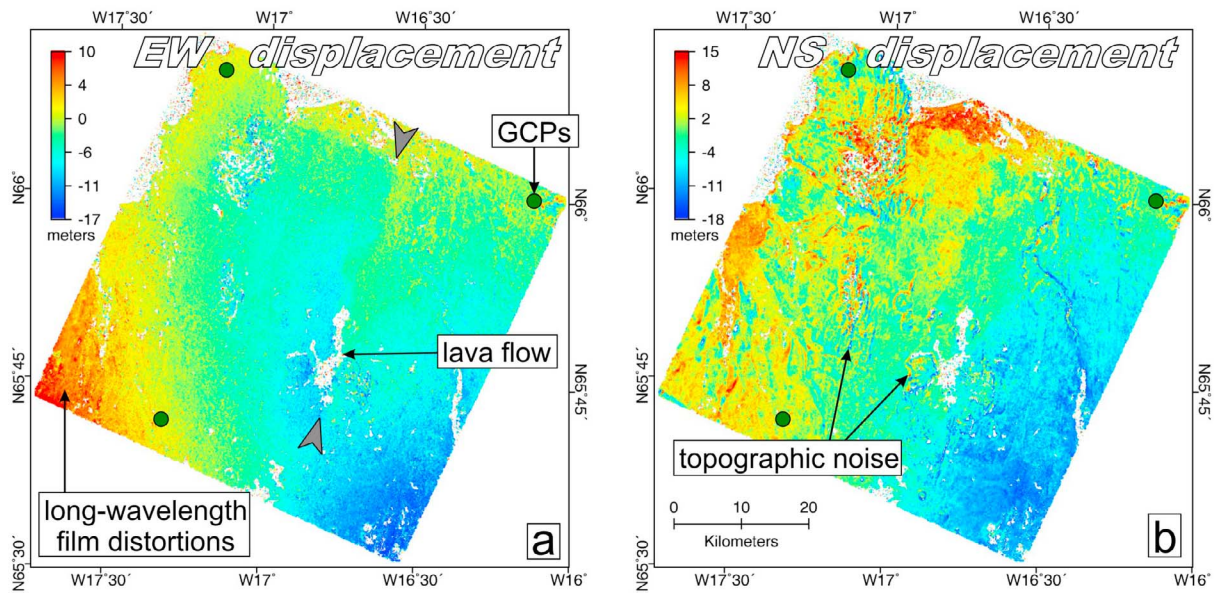 W17°30´
W17°
W16°30´
EW displacement
10
4
-2
-6
-11
-17
meters
GCPs
N66°
N66°
lava flow
N65°45´
N65°45´
long-wavelength
film distortions
a
N65°30´
W17°30´
W17°
W16°30´
W16°
W17°30´
W17°
W16°30´
NS displacement
15
8
2
-4
-11
-18
meters
N66°
N66°
N65°45´
N65°45´
topographic noise
0
10
20
Kilometers
b
N65°30´
W17°30´
W17°
W16°30´
W16°